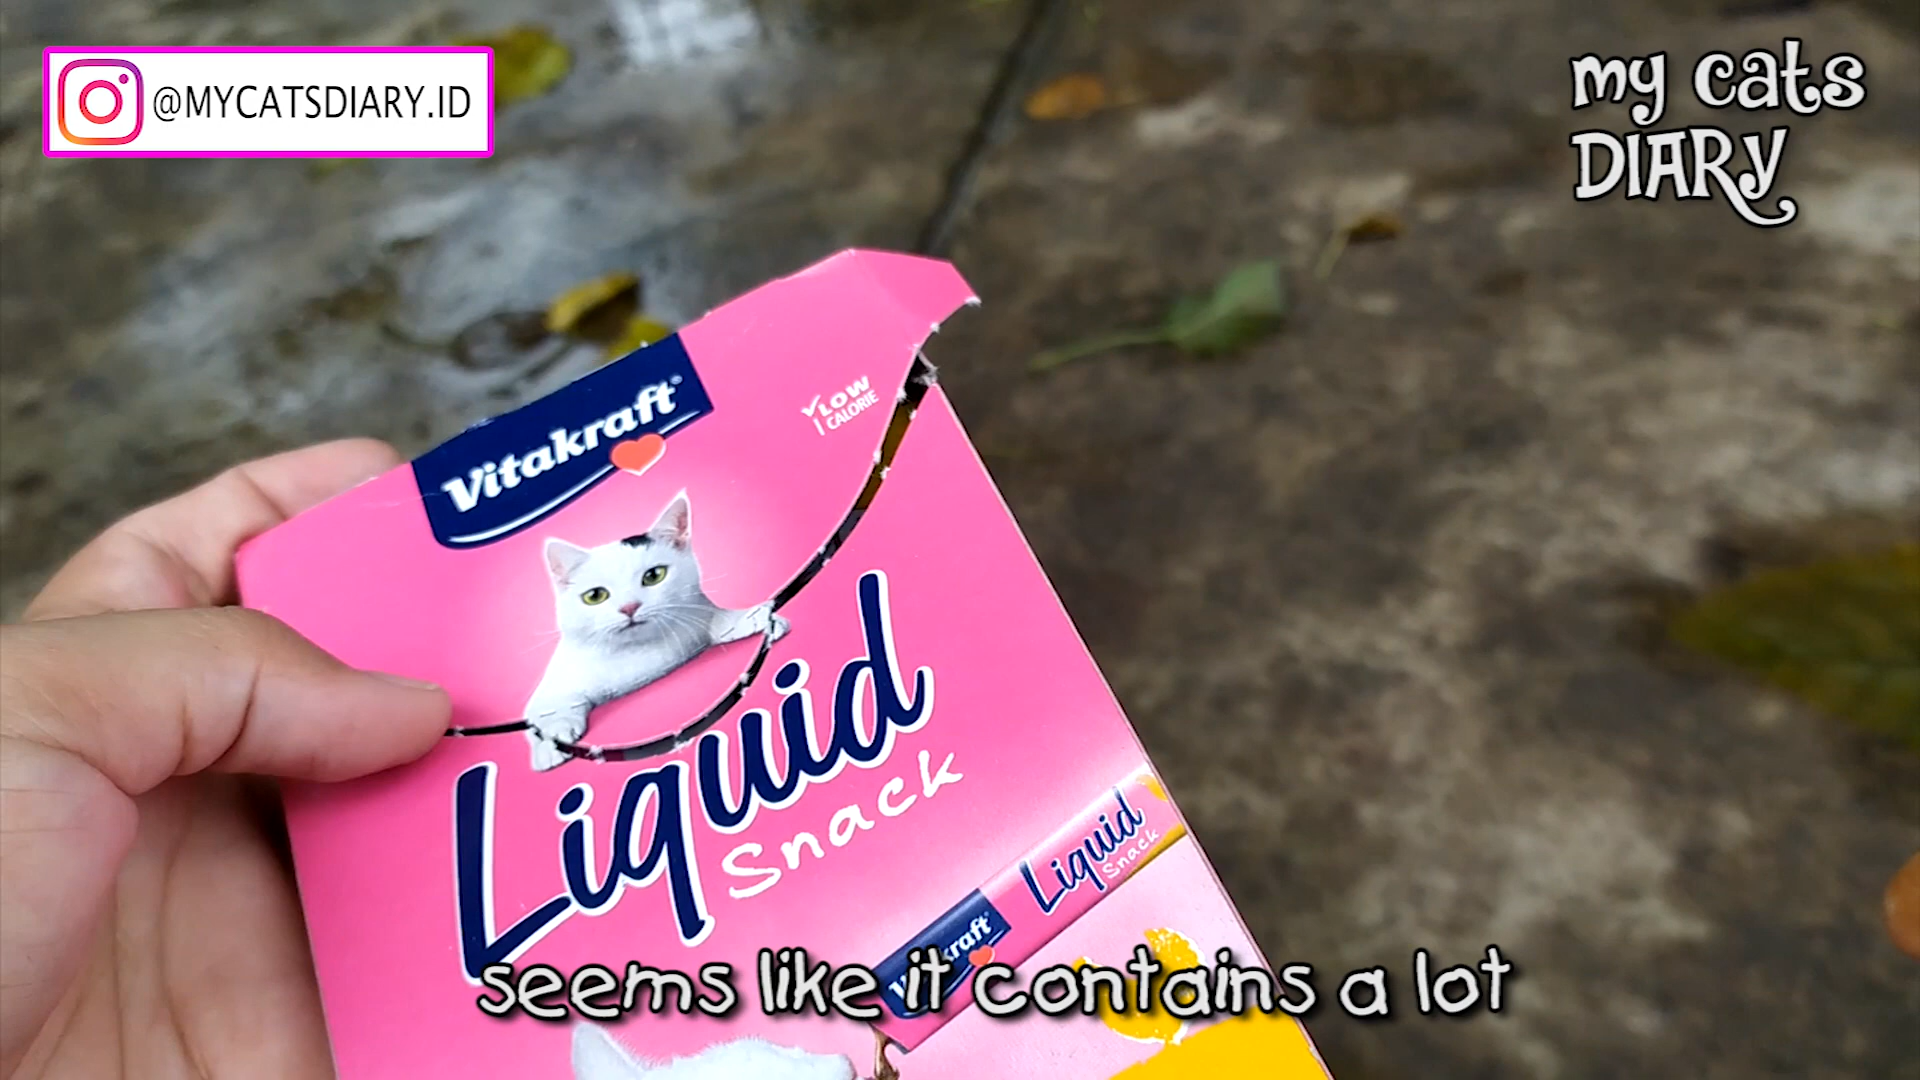 @MYCATSDIARY.ID
my cats
DIARY
Vitakraft
LOW
CALORIE
Liquid
Snack
Liquid
Snack
seems like it contains a lot